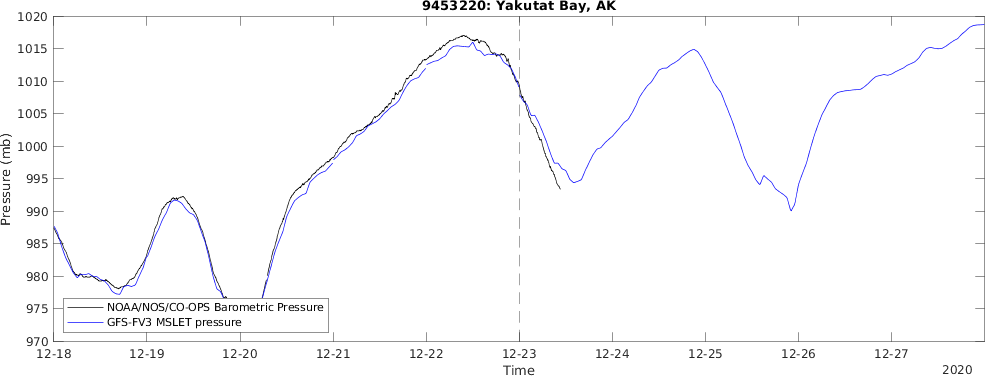 9453220: Yakutat Bay, AK
1020
1015
1010
1005
1000
995
990
985
980
975
970
Pressure (mb)
NOAA/NOS/CO-OPS Barometric Pressure
GFS-FV3 MSLET pressure
12-18 12-19 12-20 12-21 12-22 12-23 12-24 12-25 12-26 12-27
Time
2020